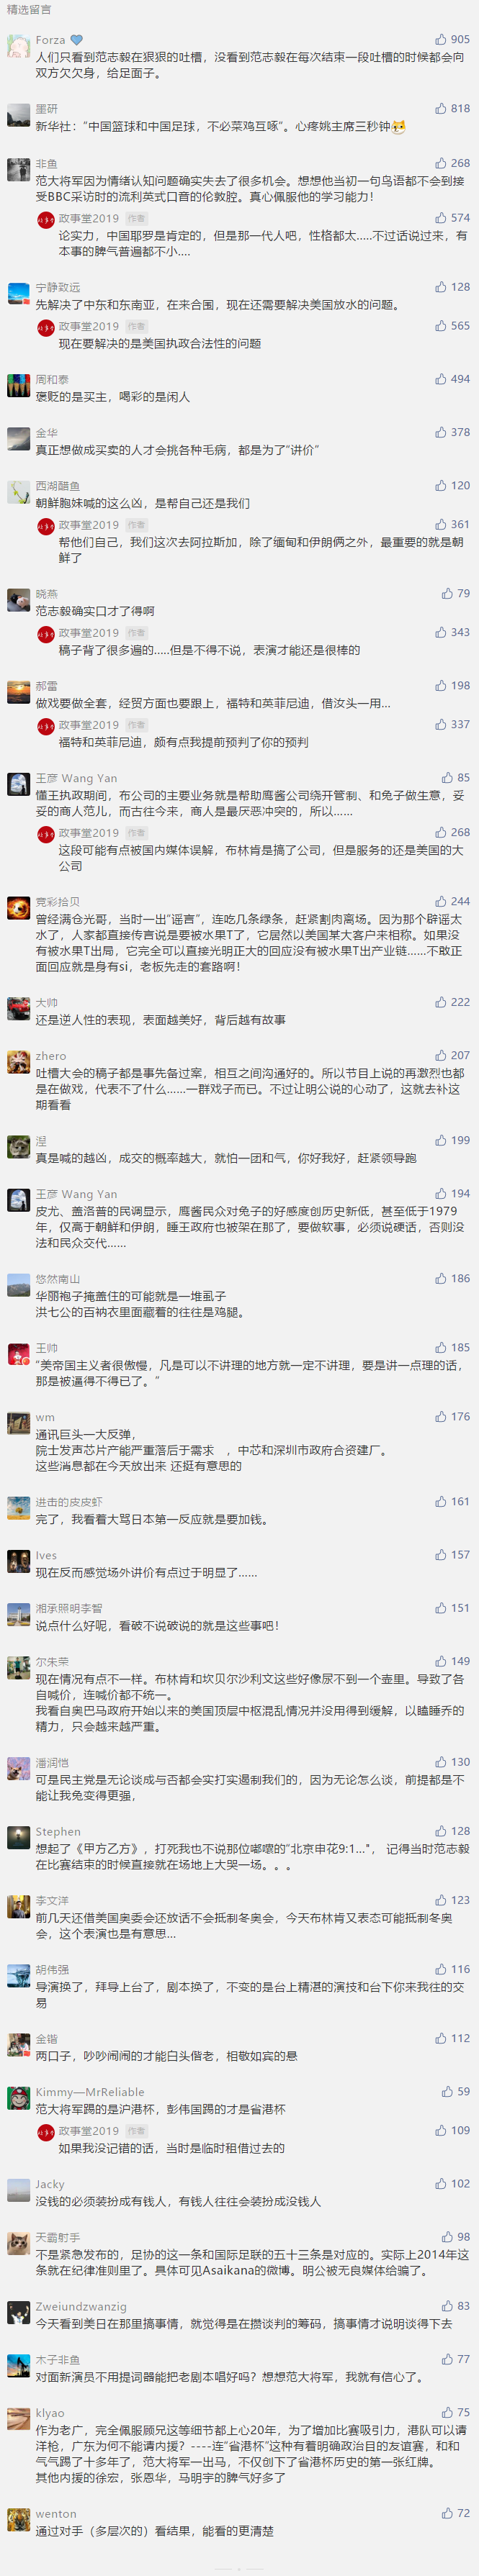 精选留言
Forza 💙 905
人们只看到范志毅在狠狠的吐槽，没看到范志毅在每次结束一段吐槽的时候都会向
双方欠欠身，给足面子。
墨研 818
新华社：“中国篮球和中国足球，不必菜鸡互啄”。心疼姚主席三秒钟
非鱼 268
范大将军因为情绪认知问题确实失去了很多机会。想想他当初一句鸟语都不会到接
受BBC采访时的流利英式口音的伦敦腔。真心佩服他的学习能力！
政事堂2019 作者 574
论实力，中国耶罗是肯定的，但是那一代人吧，性格都太.....不过话说过来，有
本事的脾气普遍都不小....
宁静致远 128
先解决了中东和东南亚，在来合围，现在还需要解决美国放水的问题。
政事堂2019 作者 565
现在要解决的是美国执政合法性的问题
周和泰 494
褒贬的是买主，喝彩的是闲人
金华 378
真正想做成买卖的人才会挑各种毛病，都是为了“讲价”
西湖醋鱼 120
朝鲜胞妹喊的这么凶，是帮自己还是我们
政事堂2019 作者 361
帮他们自己，我们这次去阿拉斯加，除了缅甸和伊朗俩之外，最重要的就是朝
鲜了
晓燕 79
范志毅确实口才了得啊
政事堂2019 作者 343
稿子背了很多遍的.....但是不得不说，表演才能还是很棒的
郝雷 198
做戏要做全套，经贸方面也要跟上，福特和英菲尼迪，借汝头一用...
政事堂2019 作者 337
福特和英菲尼迪，颇有点我提前预判了你的预判
王彦 Wang Yan 85
懂王执政期间，布公司的主要业务就是帮助鹰酱公司绕开管制、和兔子做生意，妥
妥的商人范儿，而古往今来，商人是最厌恶冲突的，所以……
政事堂2019 作者 268
这段可能有点被国内媒体误解，布林肯是搞了公司，但是服务的还是美国的大
公司
竞彩拾贝 244
曾经满仓光哥，当时一出“谣言”，连吃几条绿条，赶紧割肉离场。因为那个辟谣太
水了，人家都直接传言说是要被水果T了，它居然以美国某大客户来相称。如果没
有被水果T出局，它完全可以直接光明正大的回应没有被水果T出产业链……不敢正
面回应就是身有si，老板先走的套路啊！
大帅 222
还是逆人性的表现，表面越美好，背后越有故事
zhero 207
吐槽大会的稿子都是事先备过案，相互之间沟通好的。所以节目上说的再激烈也都
是在做戏，代表不了什么……一群戏子而已。不过让明公说的心动了，这就去补这
期看看
湼 199
真是喊的越凶，成交的概率越大，就怕一团和气，你好我好，赶紧领导跑
王彦 Wang Yan 194
皮尤、盖洛普的民调显示，鹰酱民众对兔子的好感度创历史新低，甚至低于1979
年，仅高于朝鲜和伊朗，睡王政府也被架在那了，要做软事，必须说硬话，否则没
法和民众交代……
悠然南山 186
华丽袍子掩盖住的可能就是一堆虱子
洪七公的百衲衣里面藏着的往往是鸡腿。
王帅 185
“美帝国主义者很傲慢，凡是可以不讲理的地方就一定不讲理，要是讲一点理的话，
那是被逼得不得已了。”
wm 176
通讯巨头一大反弹，
院士发声芯片产能严重落后于需求 ，中芯和深圳市政府合资建厂。
这些消息都在今天放出来 还挺有意思的
进击的皮皮虾 161
完了，我看着大骂日本第一反应就是要加钱。
Ives 157
现在反而感觉场外讲价有点过于明显了……
湘承照明李智 151
说点什么好呢，看破不说破说的就是这些事吧！
尔朱荣 149
现在情况有点不一样。布林肯和坎贝尔沙利文这些好像尿不到一个壶里。导致了各
自喊价，连喊价都不统一。
我看自奥巴马政府开始以来的美国顶层中枢混乱情况并没用得到缓解，以瞌睡乔的
精力，只会越来越严重。
潘润恺 130
可是民主党是无论谈成与否都会实打实遏制我们的，因为无论怎么谈，前提都是不
能让我兔变得更强，
Stephen 128
想起了《甲方乙方》，打死我也不说那位嘟囔的“北京申花9:1…"， 记得当时范志毅
在比赛结束的时候直接就在场地上大哭一场。。。
李文洋 123
前几天还借美国奥委会还放话不会抵制冬奥会，今天布林肯又表态可能抵制冬奥
会，这个表演也是有意思…
胡伟强 116
导演换了，拜导上台了，剧本换了，不变的是台上精湛的演技和台下你来我往的交
易
金锴 112
两口子，吵吵闹闹的才能白头偕老，相敬如宾的悬
Kimmy—MrReliable 59
范大将军踢的是沪港杯，彭伟国踢的才是省港杯
政事堂2019 作者 109
如果我没记错的话，当时是临时租借过去的
Jacky 102
没钱的必须装扮成有钱人，有钱人往往会装扮成没钱人
天霸射手 98
不是紧急发布的，足协的这一条和国际足联的五十三条是对应的。实际上2014年这
条就在纪律准则里了。具体可见Asaikana的微博。明公被无良媒体给骗了。
Zweiundzwanzig 83
今天看到美日在那里搞事情，就觉得是在攒谈判的筹码，搞事情才说明谈得下去
木子非鱼 77
对面新演员不用提词器能把老剧本唱好吗？想想范大将军，我就有信心了。
klyao 75
作为老广，完全佩服顾兄这等细节都上心20年，为了增加比赛吸引力，港队可以请
洋枪，广东为何不能请内援？----连“省港杯”这种有着明确政治目的友谊赛，和和
气气踢了十多年了，范大将军一出马，不仅创下了省港杯历史的第一张红牌。
其他内援的徐宏，张恩华，马明宇的脾气好多了
wenton 72
通过对手（多层次的）看结果，能看的更清楚